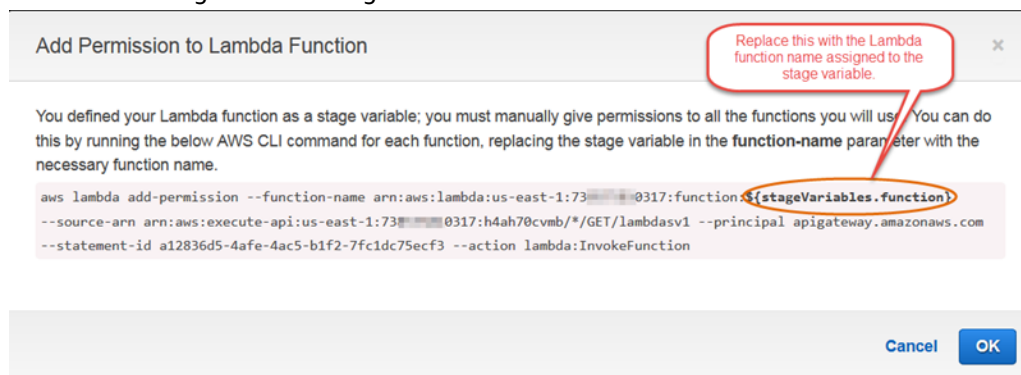 Add Permission to Lambda Function
Replace this with the Lambda
function name assigned to the
stage variable.
×
You defined your Lambda function as a stage variable; you must manually give permissions to all the functions you will use. You can do
this by running the below AWS CLI command for each function, replacing the stage variable in the function-name parameter with the
necessary function name.
aws lambda add-permission --function-name arn:aws:lambda:us-east-1:73 0317:function:${stageVariables.function}
--source-arn arn:aws:execute-api:us-east-1:73 0317:h4ah70cvmb/*/GET/lambdasv1 --principal apigateway.amazonaws.com
--statement-id a12836d5-4afe-4ac5-b1f2-7fc1dc75ecf3 --action lambda:InvokeFunction
Cancel OK